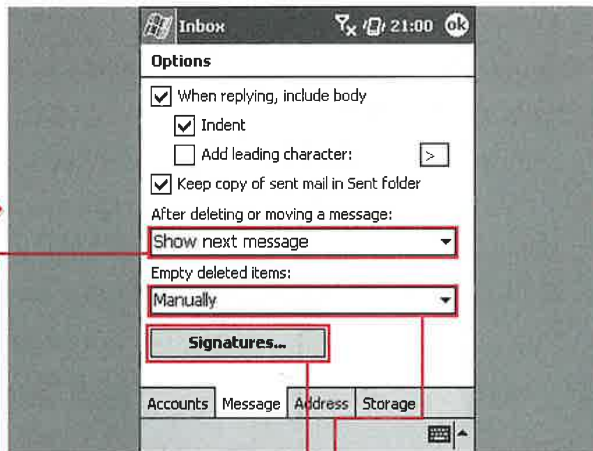 Inbox 21:00 ok
Options
When replying, include body
Indent
Add leading character: >
Keep copy of sent mail in Sent folder
After deleting or moving a message:
Show next message
Empty deleted items:
Manually
Signatures...
Accounts Message Address Storage